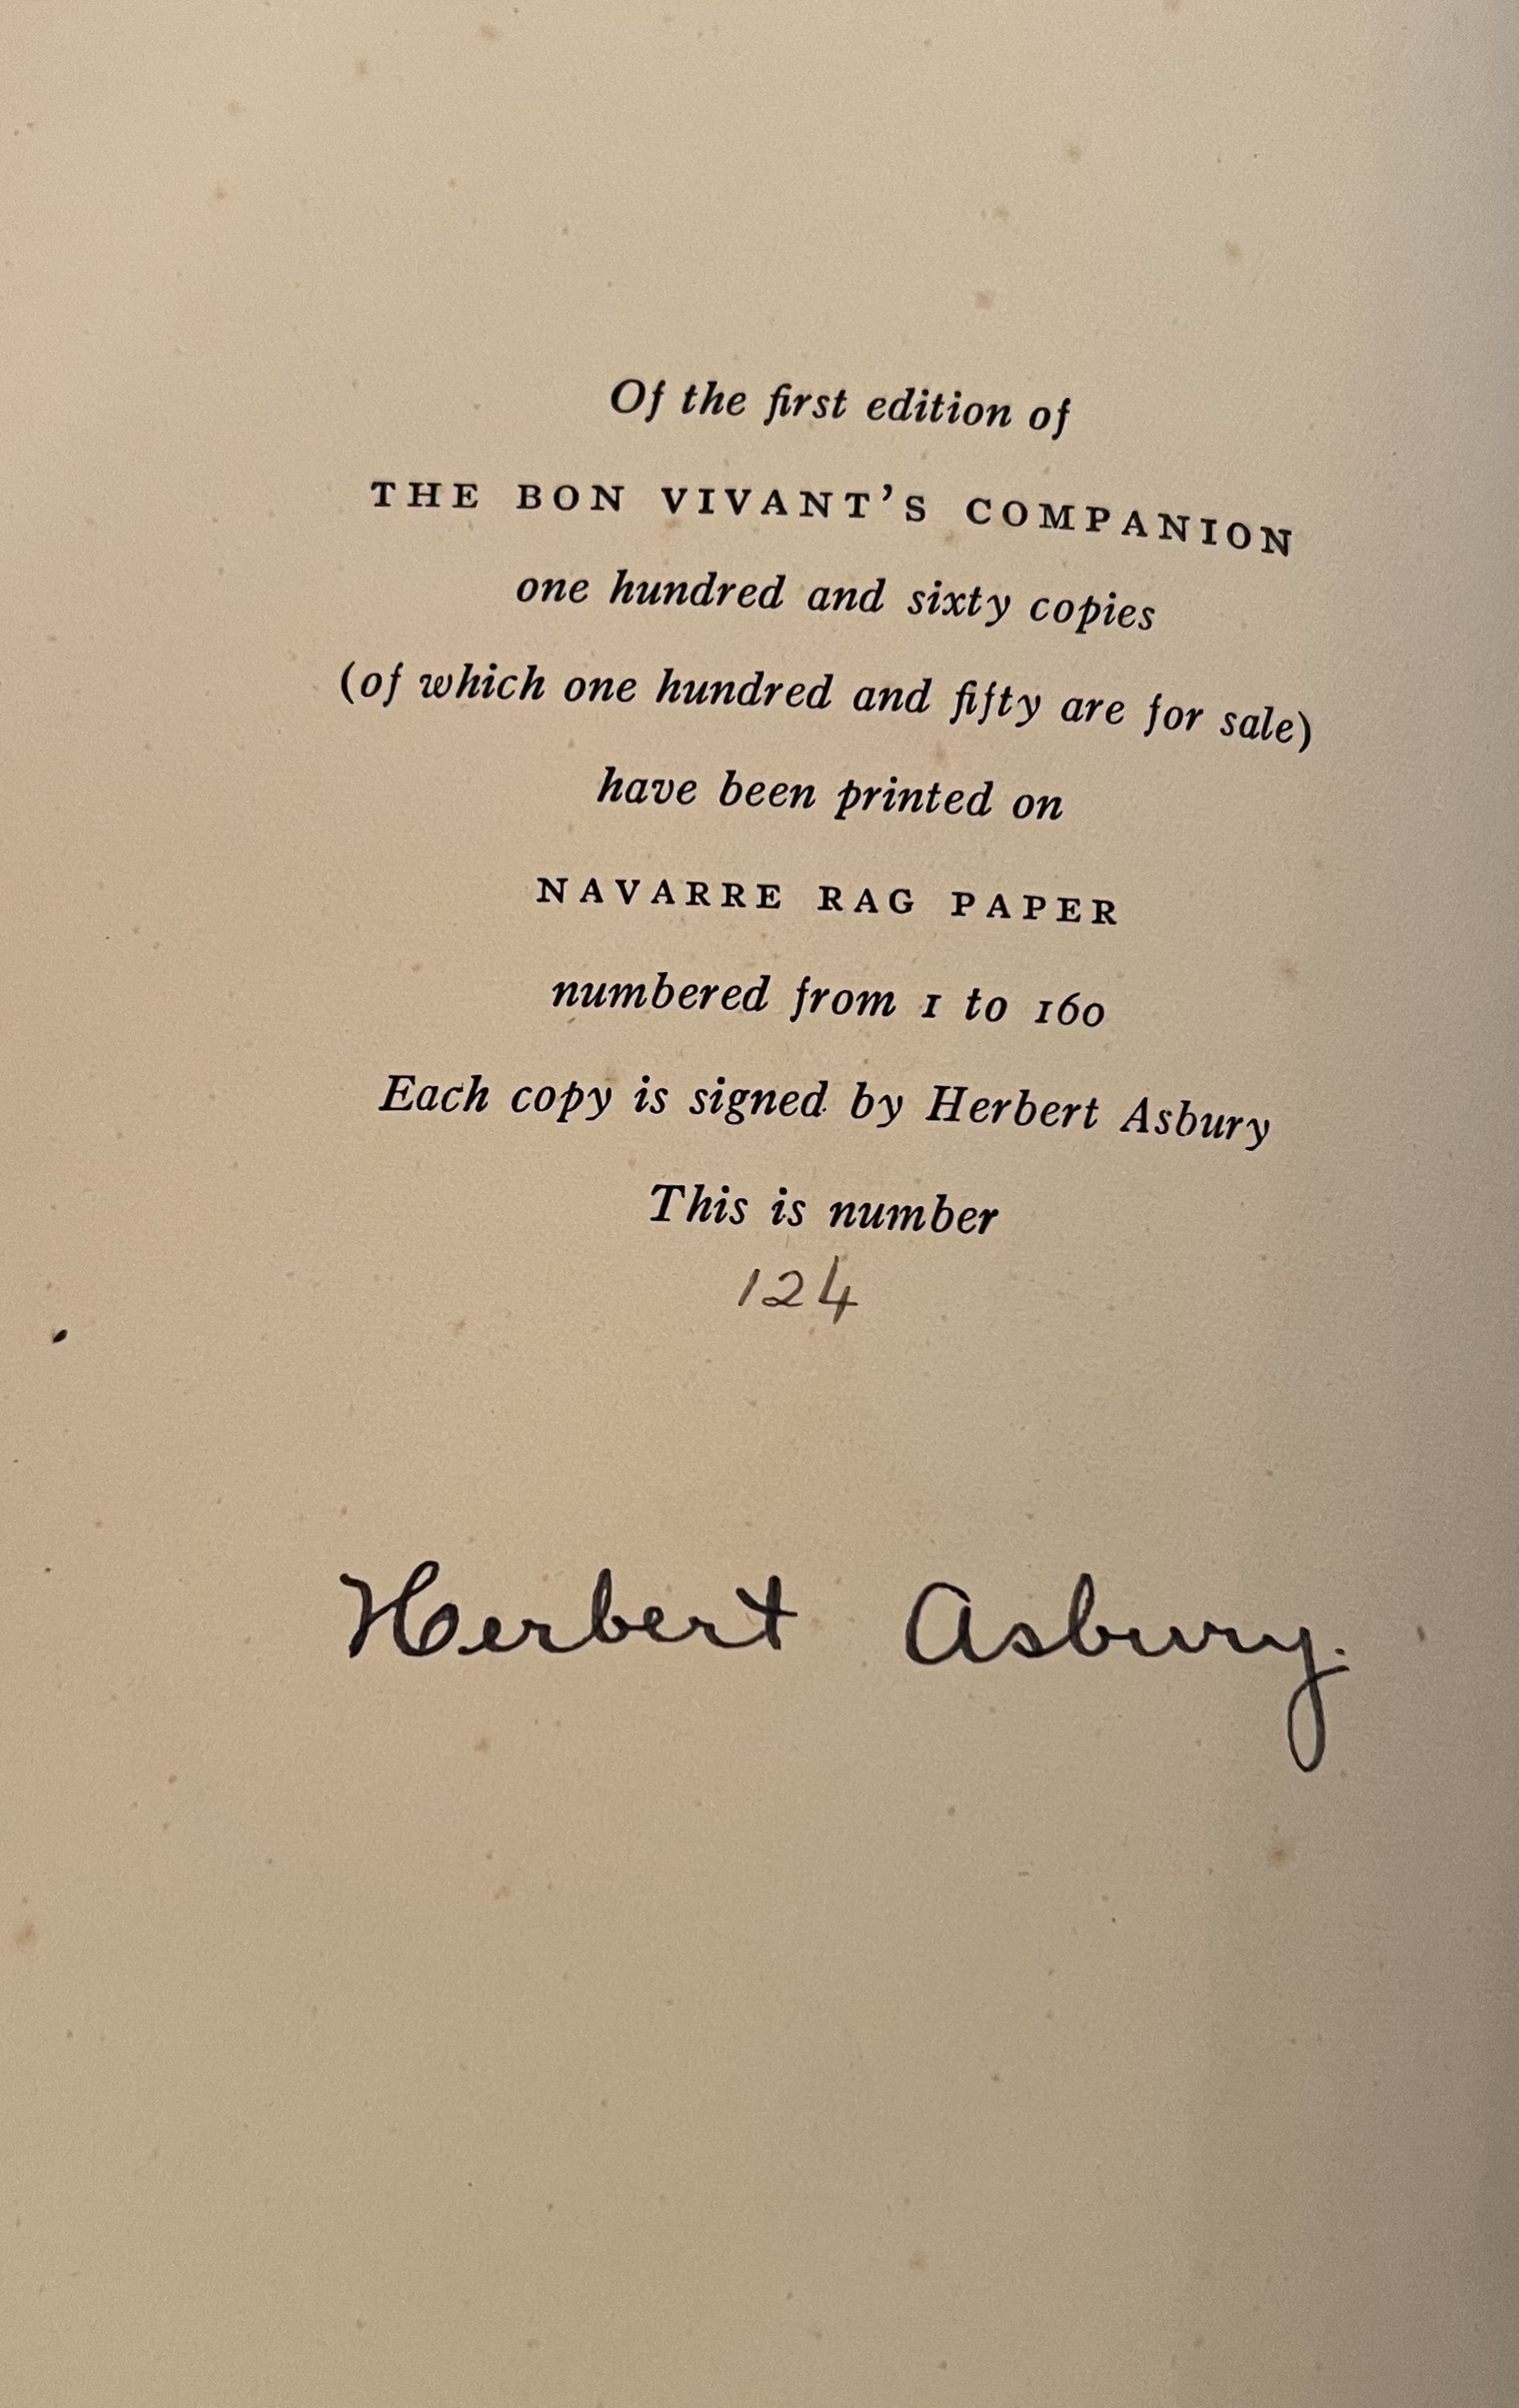 Of the first edition of
THE BON VIVANT'S COMPANION
one hundred and sixty copies
(of which one hundred and fifty are for sale)
have been printed on
NAVARRE RAG PAPER
numbered from 1 to 160
Each copy is signed by Herbert Asbury
This is number
124
Herbert Asbury.